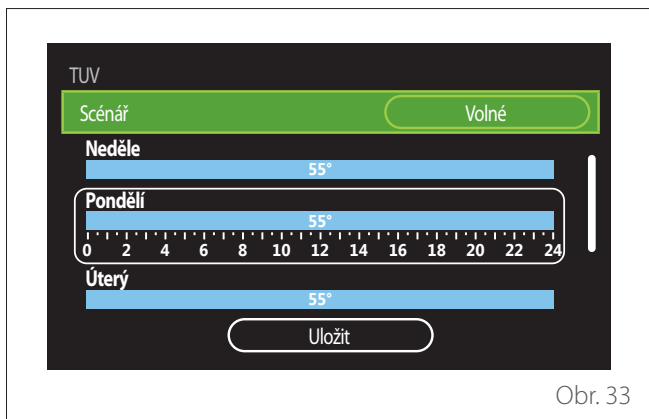 TUV
Scénář Volné
Neděle
55°
Pondělí
55°
0 2 4 6 8 10 12 14 16 18 20 22 24
Úterý
55°
Uložit
Obr. 33